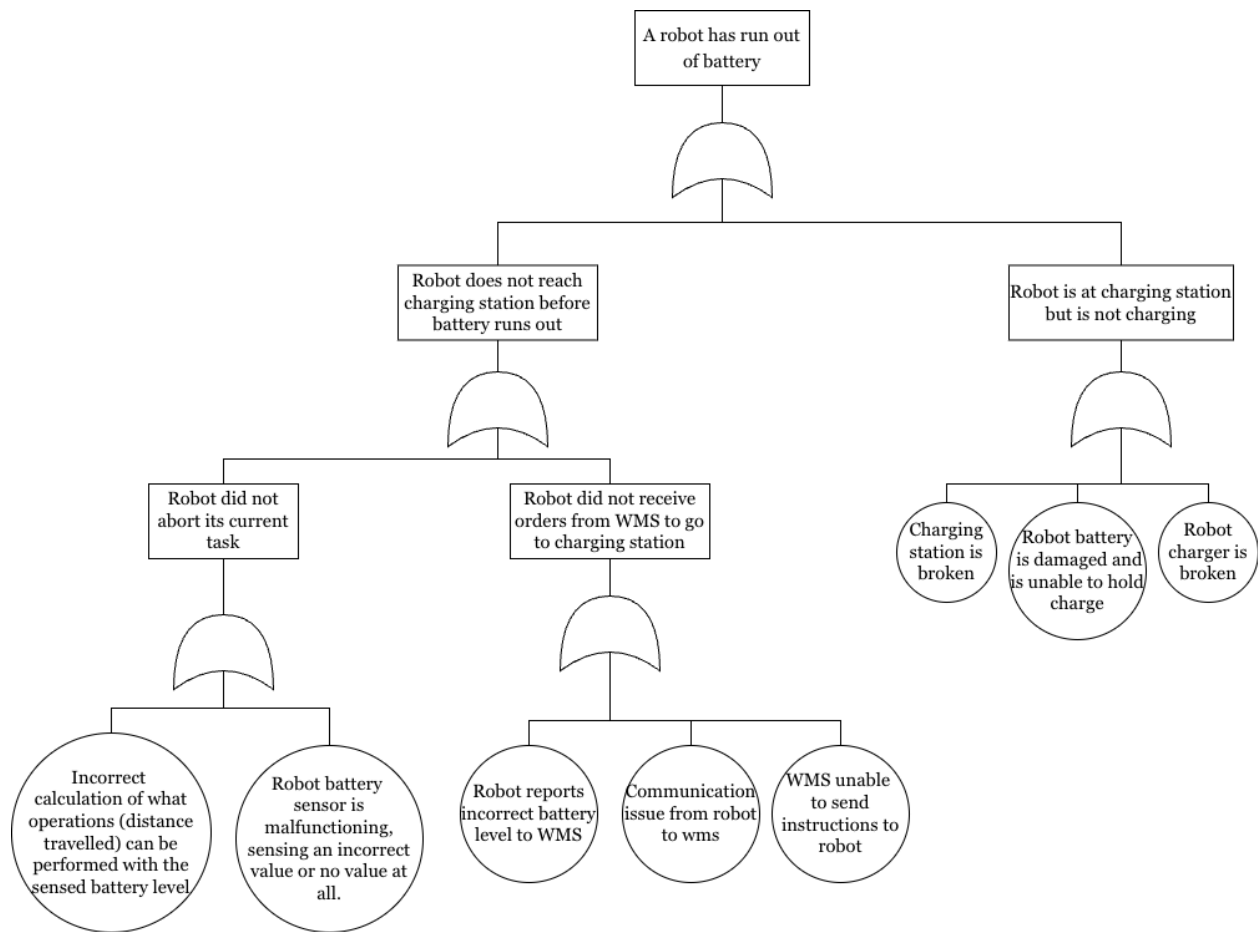 A robot has run out
of battery
Robot does not reach
charging station before
battery runs out
Robot is at charging station
but is not charging
Robot did not
abort its current
task
Robot did not receive
orders from WMS to go
to charging station
Charging
station is
broken
Robot battery
is damaged and
is unable to hold
charge
Robot
charger is
broken
Incorrect
calculation of what
operations (distance
travelled) can be
performed with the
sensed battery level
Robot battery
sensor is
malfunctioning,
sensing an incorrect
value or no value at
all.
Robot reports
incorrect battery
level to WMS
Communication
issue from robot
to wms
WMS unable
to send
instructions to
robot